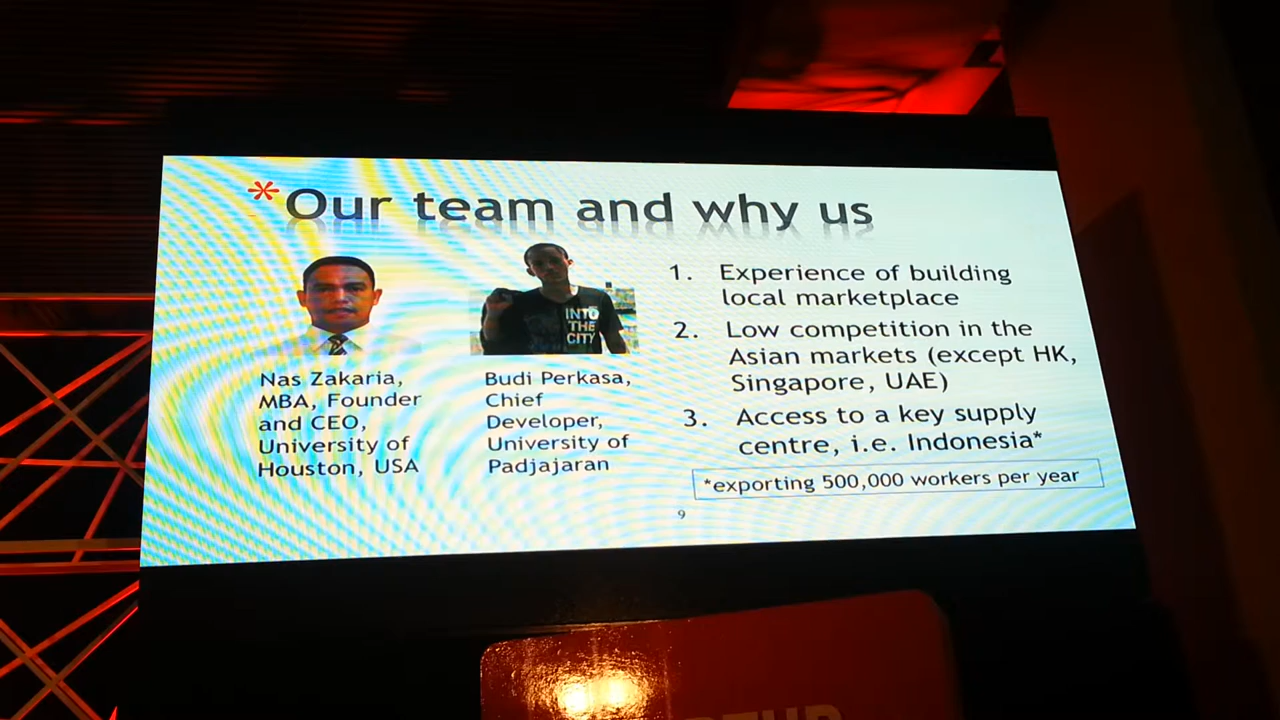 *Our team and why us
INTO
THE
CITY
Nas Zakaria,
MBA, Founder
and CEO,
University of
Houston, USA
Budi Perkasa,
Chief
Developer,
University of
Padjajaran
1. Experience of building
local marketplace
2. Low competition in the
Asian markets (except HK,
Singapore, UAE)
3. Access to a key supply
centre, i.e. Indonesia*
*exporting 500,000 workers per year
9